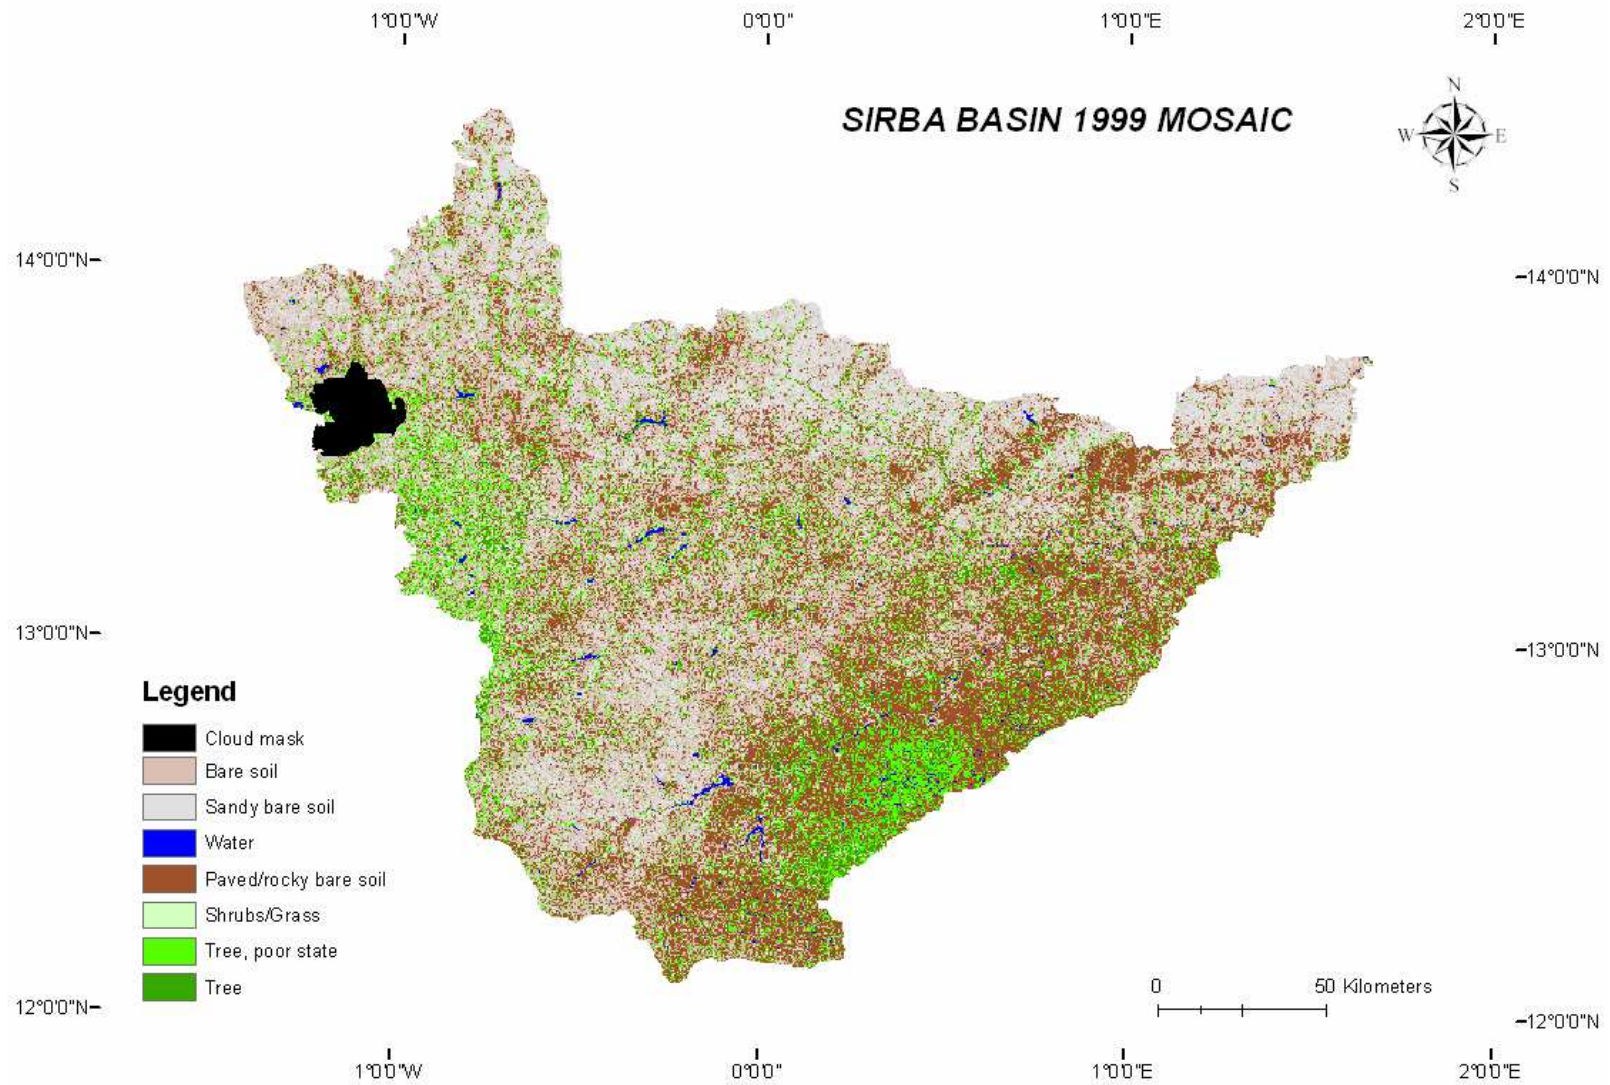 1°0'0"W 0°0'0" 1°0'0"E 2°0'0"E
SIRBA BASIN 1999 MOSAIC
N
W E
S
14°0'0"N 14°0'0"N
13°0'0"N 13°0'0"N
Legend
Cloud mask
Bare soil
Sandy bare soil
Water
Paved/rocky bare soil
Shrubs/Grass
Tree, poor state
Tree
0 50 Kilometers
12°0'0"N 12°0'0"N
1°0'0"W 0°0'0" 1°0'0"E 2°0'0"E